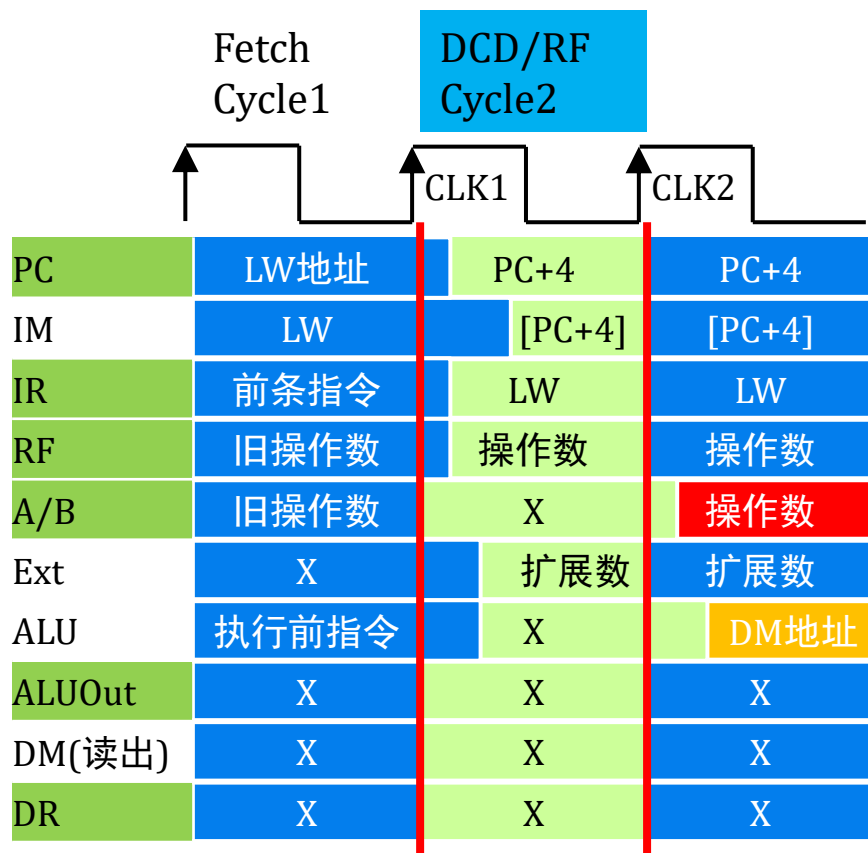 Fetch
Cycle1
DCD/RF
Cycle2
CLK1
CLK2
PC LW地址 PC+4 PC+4
IM LW [PC+4] [PC+4]
IR 前条指令 LW LW
RF 旧操作数 操作数 操作数
A/B 旧操作数 X 操作数
Ext X 扩展数 扩展数
ALU 执行前指令 X DM地址
ALUOut X X X
DM(读出) X X X
DR X X X